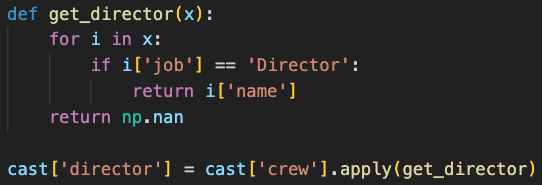 def get_director(x):
    for i in x:
        if i['job'] == 'Director':
            return i['name']
    return np.nan
cast['director'] = cast['crew'].apply(get_director)